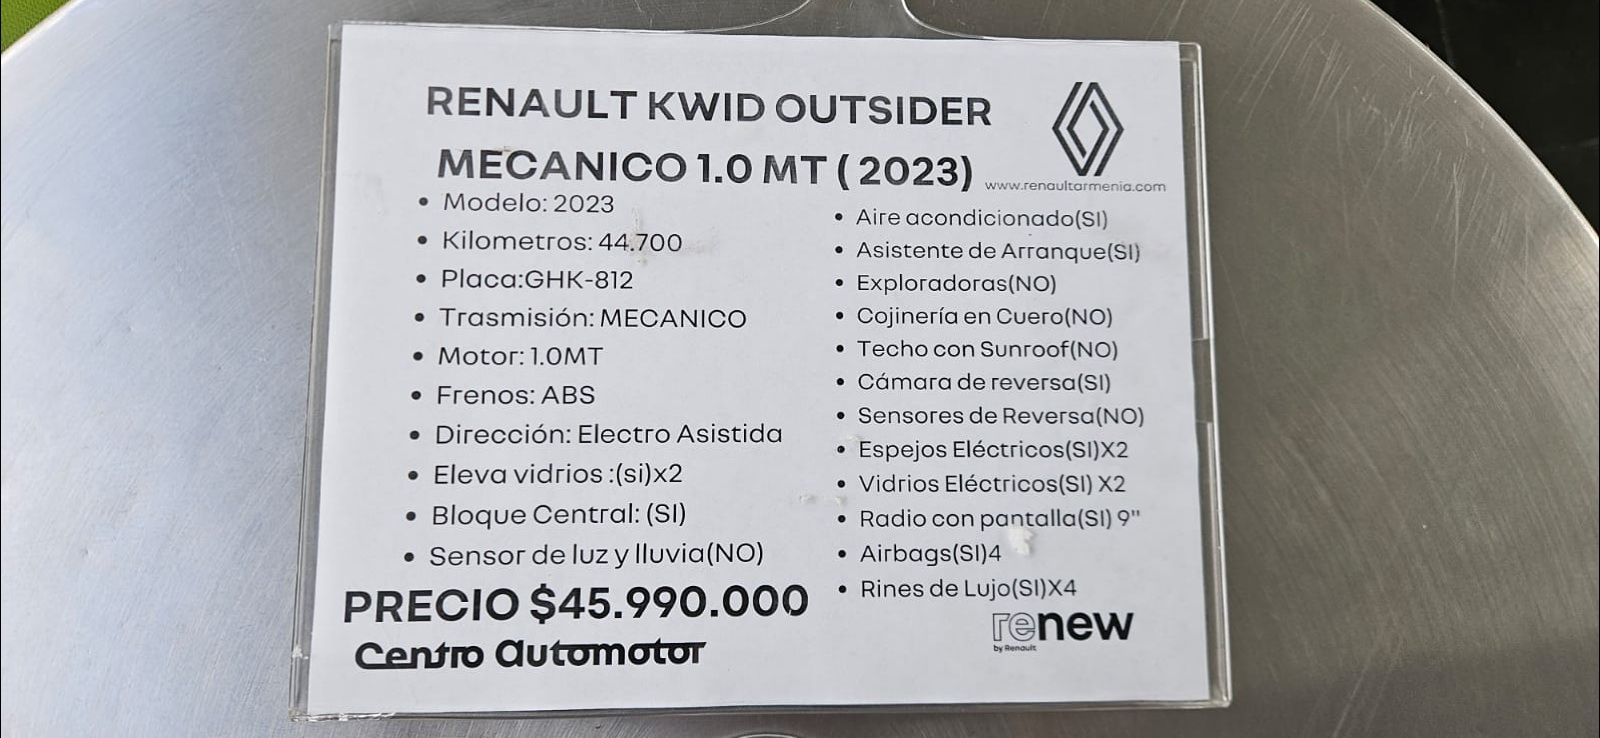 RENAULT KWID OUTSIDER
MECANICO 1.0 MT ( 2023)
www.renaultarmenia.com
• Modelo: 2023
• Kilometros: 44.700
• Placa:GHK-812
• Trasmisión: MECANICO
• Motor: 1.0MT
• Frenos: ABS
• Dirección: Electro Asistida
• Eleva vidrios :(si)x2
• Bloque Central: (SI)
• Sensor de luz y lluvia(NO)
• Aire acondicionado(SI)
• Asistente de Arranque(SI)
• Exploradoras(NO)
• Cojinería en Cuero(NO)
• Techo con Sunroof(NO)
• Cámara de reversa(SI)
• Sensores de Reversa(NO)
• Espejos Eléctricos(SI)X2
• Vidrios Eléctricos(SI) X2
• Radio con pantalla(SI) 9"
• Airbags(SI)4
• Rines de Lujo(SI)X4
PRECIO $45.990.000
Centro Automotor
renew
by Renault